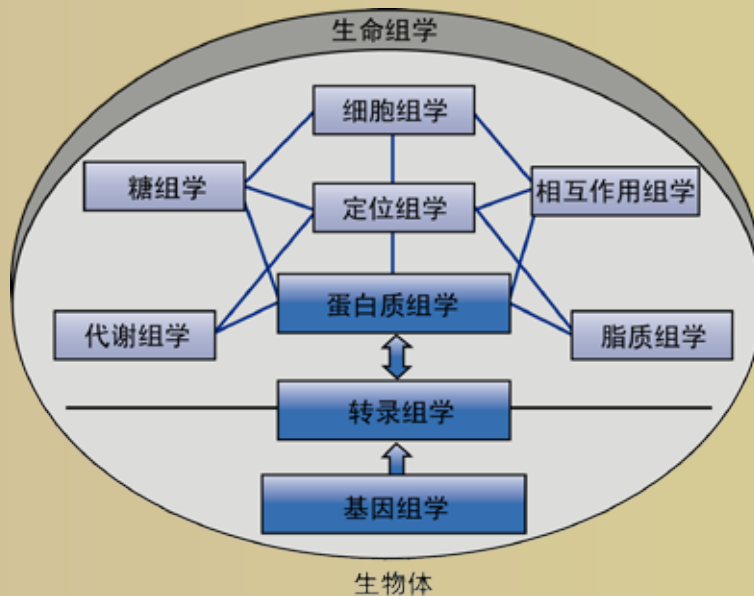 生命组学
细胞组学
糖组学
相互作用组学
定位组学
蛋白质组学
代谢组学
脂质组学
转录组学
基因组学
生物体